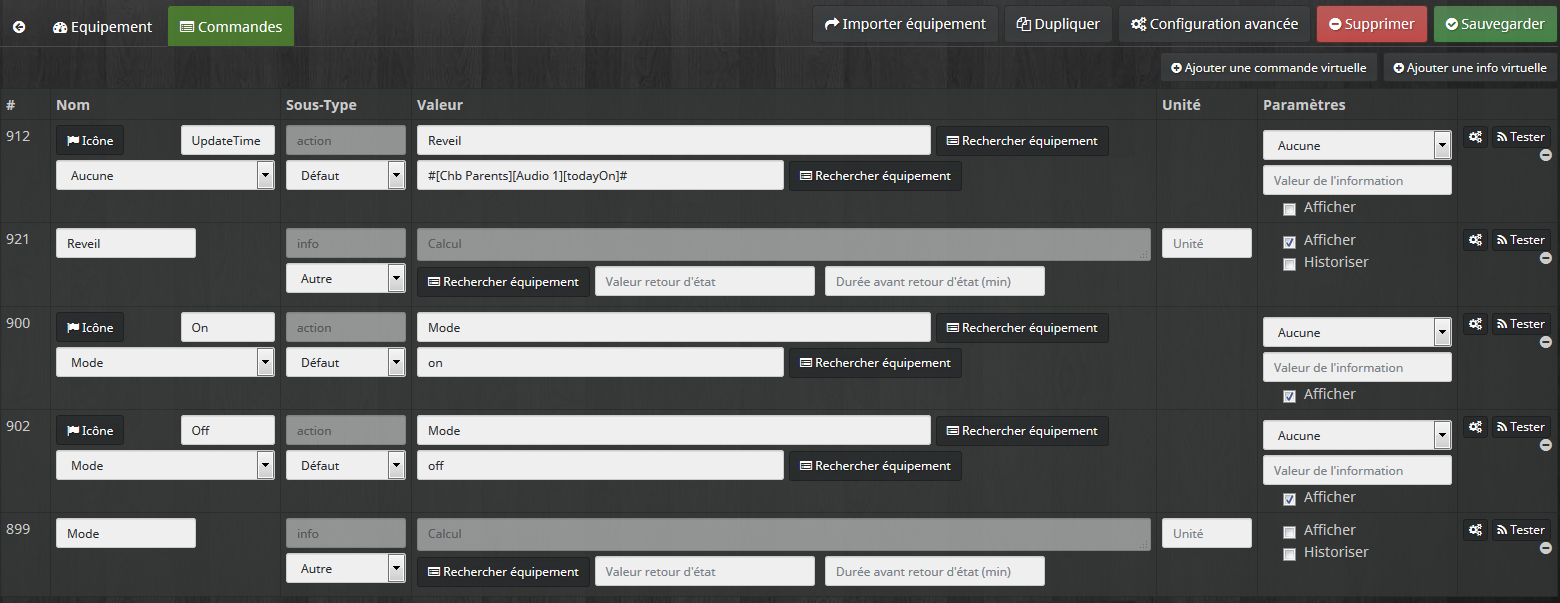 Equipement Commandes Importer équipement Dupliquer Configuration avancée Supprimer Sauvegarder
Ajouter une commande virtuelle Ajouter une info virtuelle
# Nom Sous-Type Valeur Unité Paramètres
912 Icône UpdateTime action Reveil Rechercher équipement Aucune Tester
Aucune Défaut #[Chb Parents][Audio 1][todayOn]# Rechercher équipement Valeur de l'information
Afficher
921 Reveil info Calcul Unité Afficher Tester
Historiser
Autre Rechercher équipement Valeur retour d'état Durée avant retour d'état (min)
900 Icône On action Mode Rechercher équipement Aucune Tester
Mode Défaut on Rechercher équipement Valeur de l'information
Afficher
902 Icône Off action Mode Rechercher équipement Aucune Tester
Mode Défaut off Rechercher équipement Valeur de l'information
Afficher
899 Mode info Calcul Unité Afficher Tester
Historiser
Autre Rechercher équipement Valeur retour d'état Durée avant retour d'état (min)